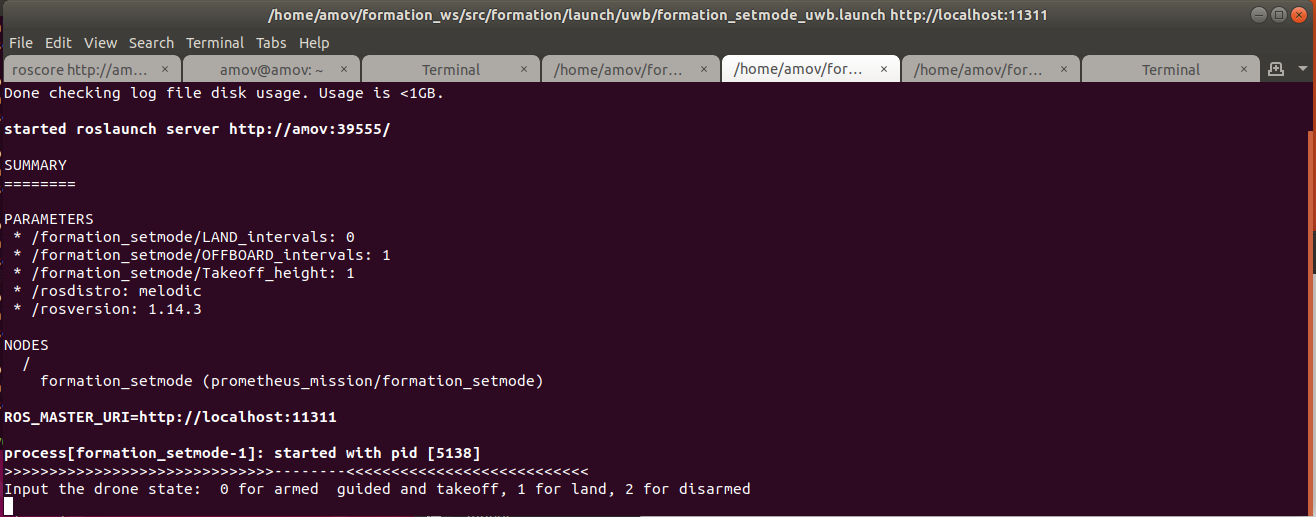 /home/amov/formation_ws/src/formation/launch/uwb/formation_setmode_uwb.launch http://localhost:11311
File Edit View Search Terminal Tabs Help
roscore http://am... × amov@amov: ~ × Terminal × /home/amov/for... × /home/amov/for... × /home/amov/for... × Terminal ×
Done checking log file disk usage. Usage is <1GB.
started roslaunch server http://amov:39555/
SUMMARY
========
PARAMETERS
* /formation_setmode/LAND_intervals: 0
* /formation_setmode/OFFBOARD_intervals: 1
* /formation_setmode/Takeoff_height: 1
* /rosdistro: melodic
* /rosversion: 1.14.3
NODES
/
formation_setmode (prometheus_mission/formation_setmode)
ROS_MASTER_URI=http://localhost:11311
process[formation_setmode-1]: started with pid [5138]
>>>>>>>>>>>>>>>>>>>>>>>>>>>>>>--------<<<<<<<<<<<<<<<<<<<<<<<<<<<
Input the drone state:  0 for armed  guided and takeoff, 1 for land, 2 for disarmed